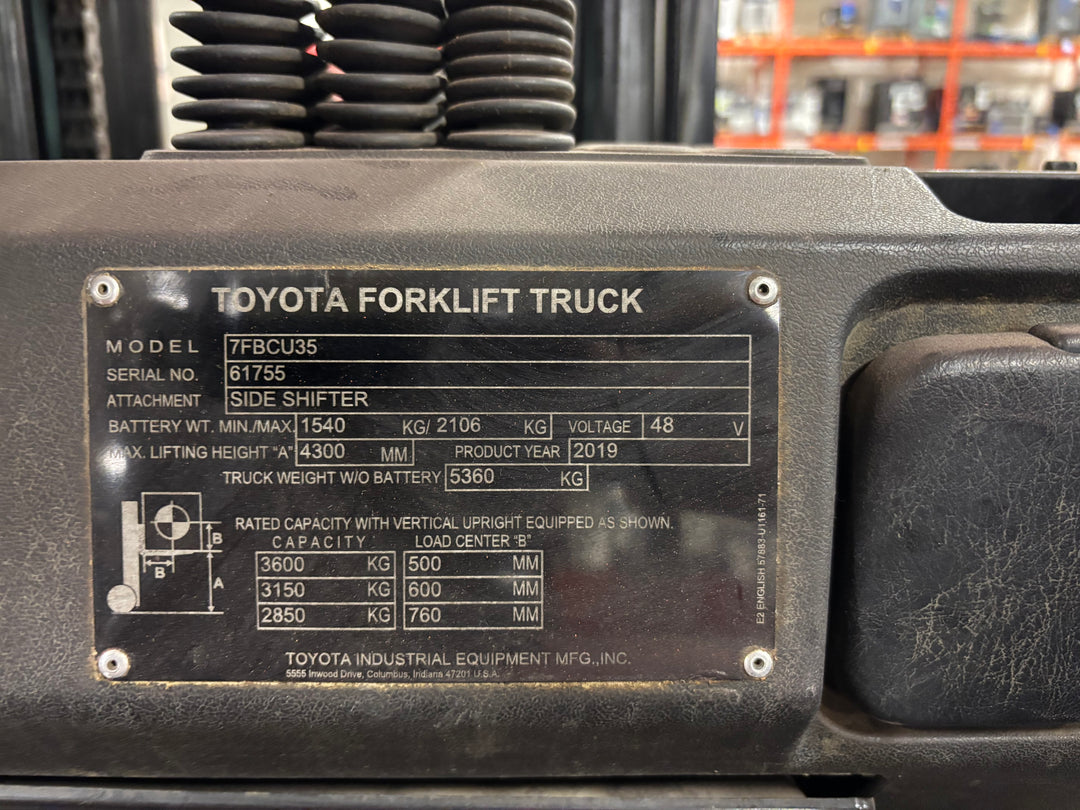 TOYOTA FORKLIFT TRUCK
MODEL 7FBCU35
SERIAL NO. 61755
ATTACHMENT SIDE SHIFTER
BATTERY WT. MIN./MAX. 1540 KG/ 2106 KG VOLTAGE 48 V
MAX. LIFTING HEIGHT "A" 4300 MM PRODUCT YEAR 2019
TRUCK WEIGHT W/O BATTERY 5360 KG
RATED CAPACITY WITH VERTICAL UPRIGHT EQUIPPED AS SHOWN.
CAPACITY LOAD CENTER "B"
3600 KG 500 MM
3150 KG 600 MM
2850 KG 760 MM
B
B
A
TOYOTA INDUSTRIAL EQUIPMENT MFG.,INC.
5555 Inwood Drive, Columbus, Indiana 47201 U.S.A.
E2 ENGLISH 57883-U1161-71